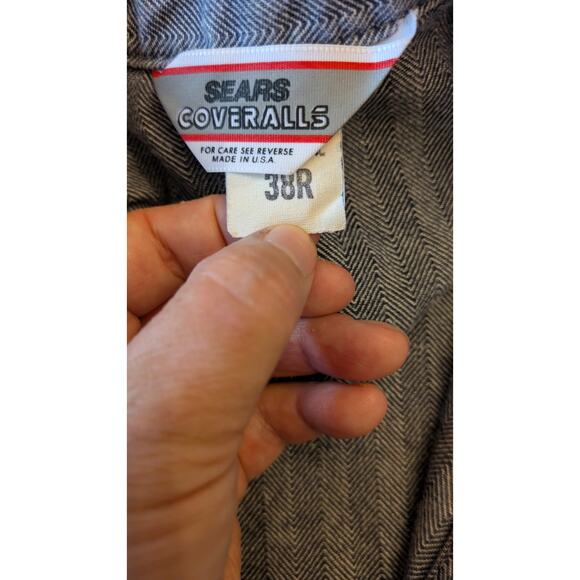 SEARS
COVERALLS
FOR CARE SEE REVERSE
MADE IN U.S.A.
38R